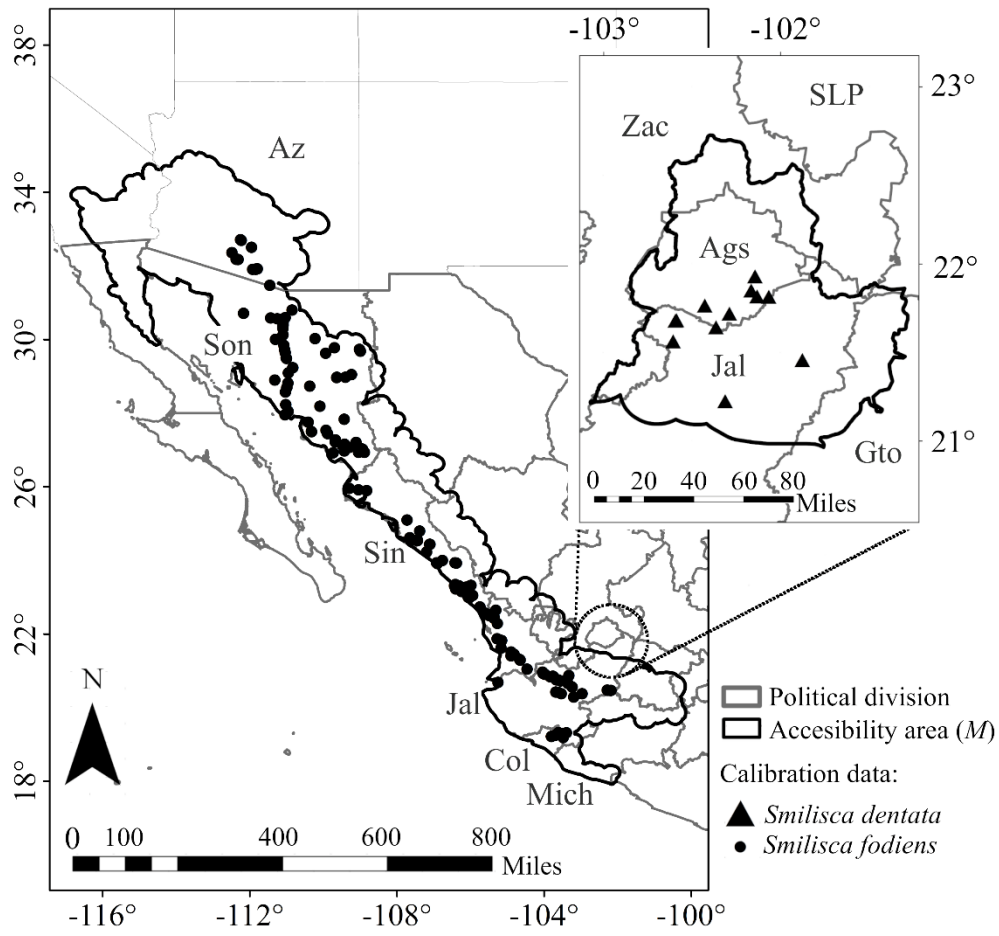 -103° -102°
38°
34°
30°
26°
22°
18°
23°
22°
21°
Az
Zac
SLP
Ags
Jal
Gto
0 20 40 60 80
Miles
Son
Sin
Jal
Col
Mich
N
0 100 400 600 800
Miles
-116° -112° -108° -104° -100°
Political division
Accesibility area (M)
Calibration data:
Smilisca dentata
Smilisca fodiens